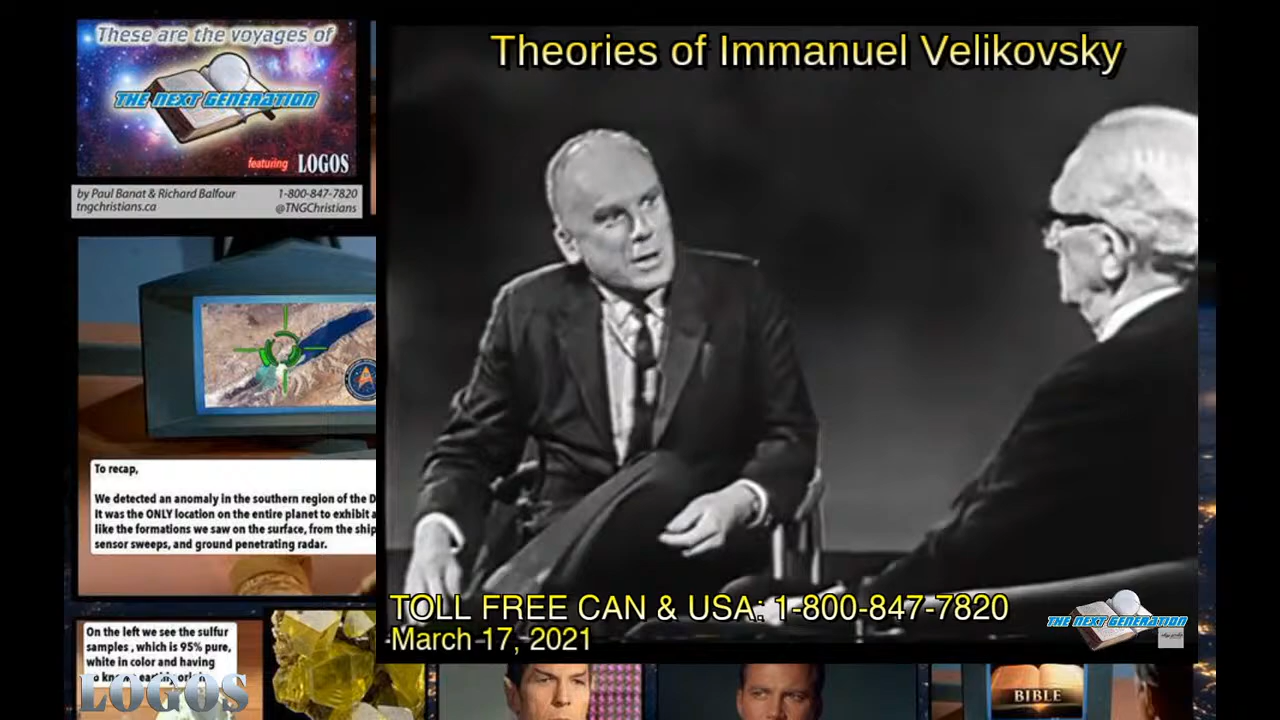 These are the voyages of
THE NEXT GENERATION
featuring LOGOS
by Paul Banat & Richard Balfour 1-800-847-7820
tngchristians.ca @TNGChristians
Theories of Immanuel Velikovsky
To recap,
We detected an anomaly in the southern region of the D
It was the ONLY location on the entire planet to exhibit a
like the formations we saw on the surface, from the ship
sensor sweeps, and ground penetrating radar.
TOLL FREE CAN & USA: 1-800-847-7820
March 17, 2021
THE NEXT GENERATION
On the left we see the sulfur
samples , which is 95% pure,
white in color and having
LOGOS
BIBLE